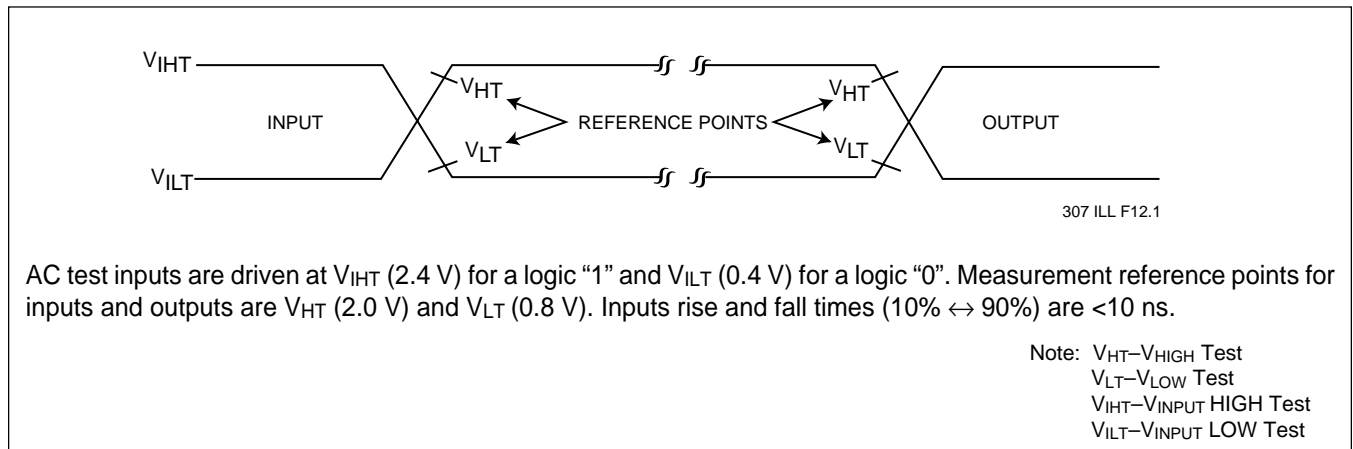 VIHT
VHT VHT
INPUT REFERENCE POINTS OUTPUT
VLT VLT
VILT
307 ILL F12.1
AC test inputs are driven at VIHT (2.4 V) for a logic “1” and VILT (0.4 V) for a logic “0”. Measurement reference points for
inputs and outputs are VHT (2.0 V) and VLT (0.8 V). Inputs rise and fall times (10% ↔ 90%) are <10 ns.
Note: VHT–VHIGH Test
VLT–VLOW Test
VIHT–VINPUT HIGH Test
VILT–VINPUT LOW Test